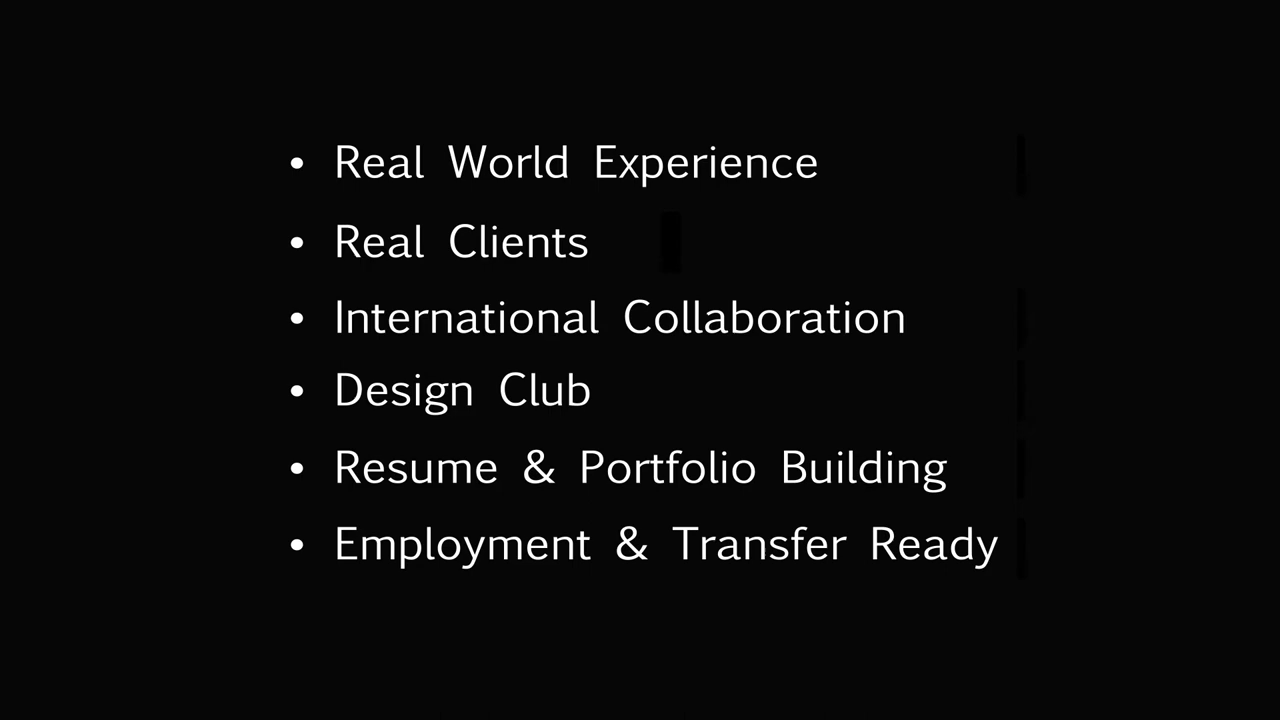 • Real World Experience
• Real Clients
• International Collaboration
• Design Club
• Resume & Portfolio Building
• Employment & Transfer Ready